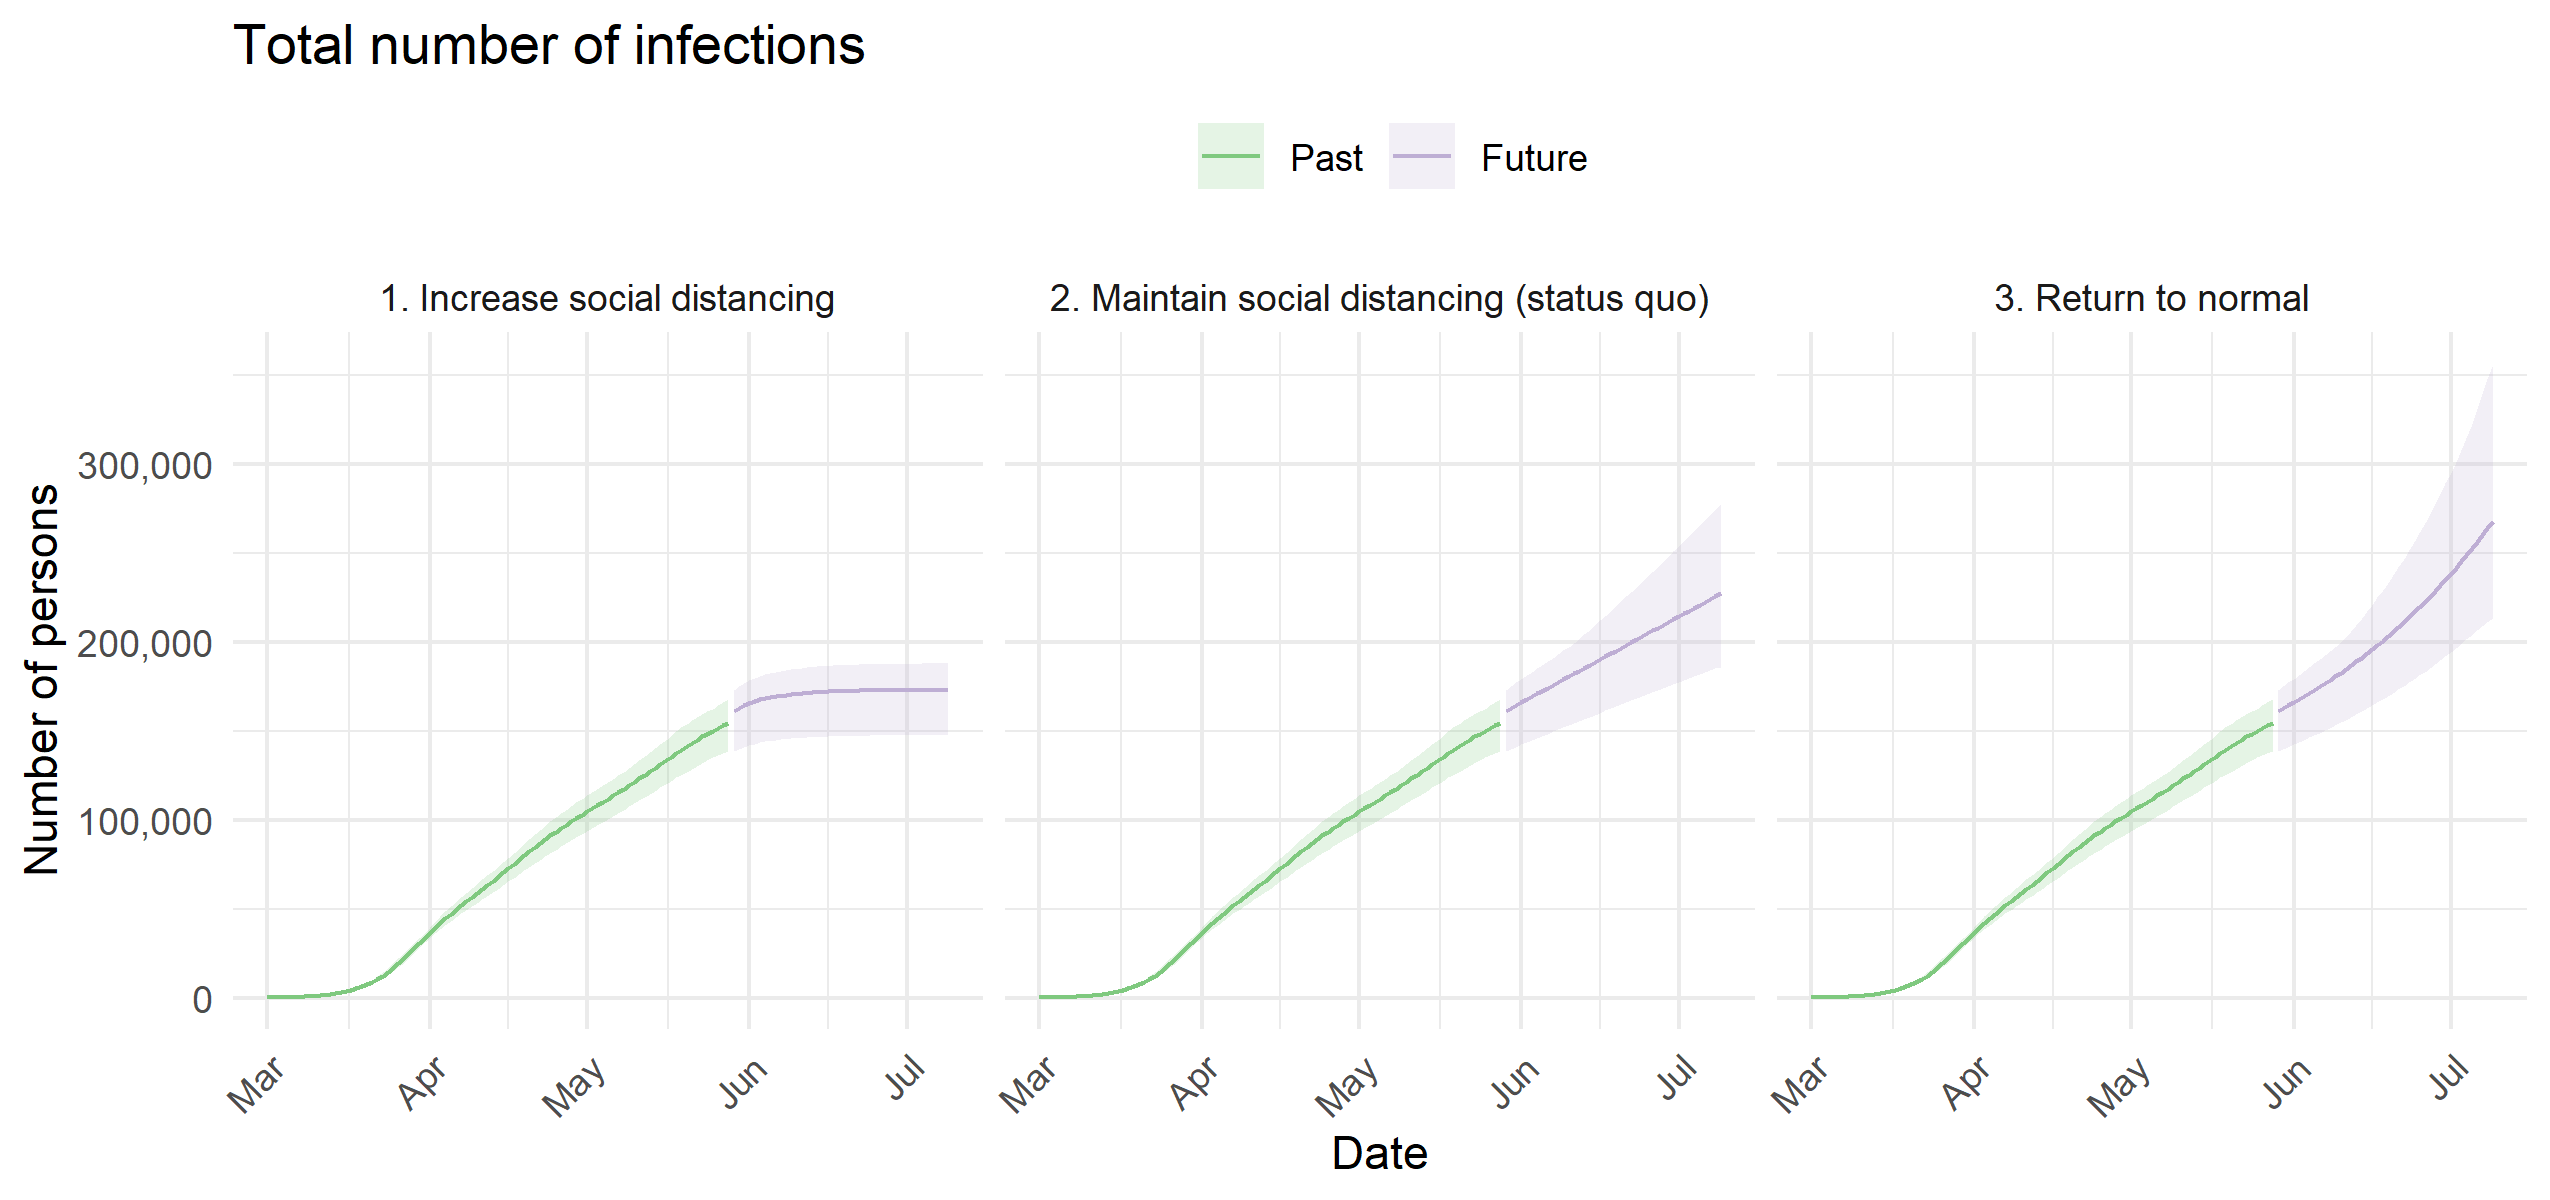 Total number of infections
Past Future
1. Increase social distancing
2. Maintain social distancing (status quo)
3. Return to normal
Number of persons
300,000
200,000
100,000
0
Mar Apr May Jun Jul
Mar Apr May Jun Jul
Mar Apr May Jun Jul
Date